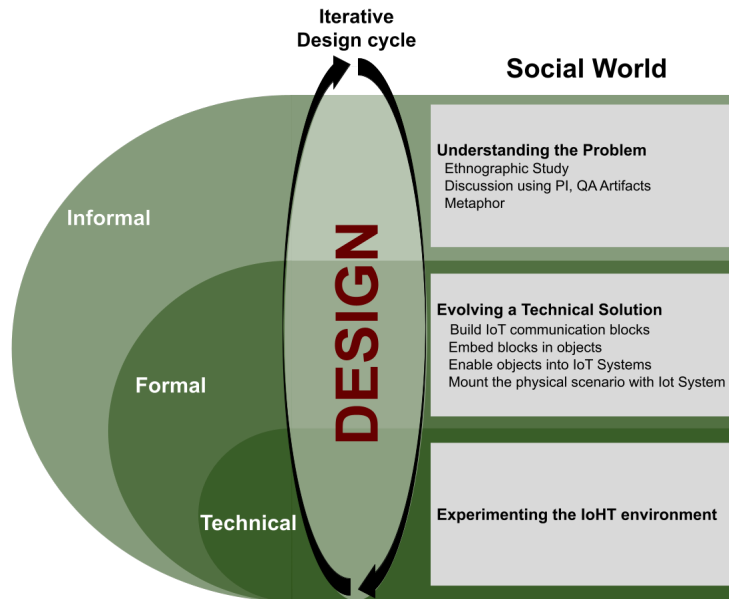 Iterative
Design cycle
Social World
Informal
Formal
Technical
DESIGN
Understanding the Problem
Ethnographic Study
Discussion using PI, QA Artifacts
Metaphor
Evolving a Technical Solution
Build IoT communication blocks
Embed blocks in objects
Enable objects into IoT Systems
Mount the physical scenario with Iot System
Experimenting the IoHT environment